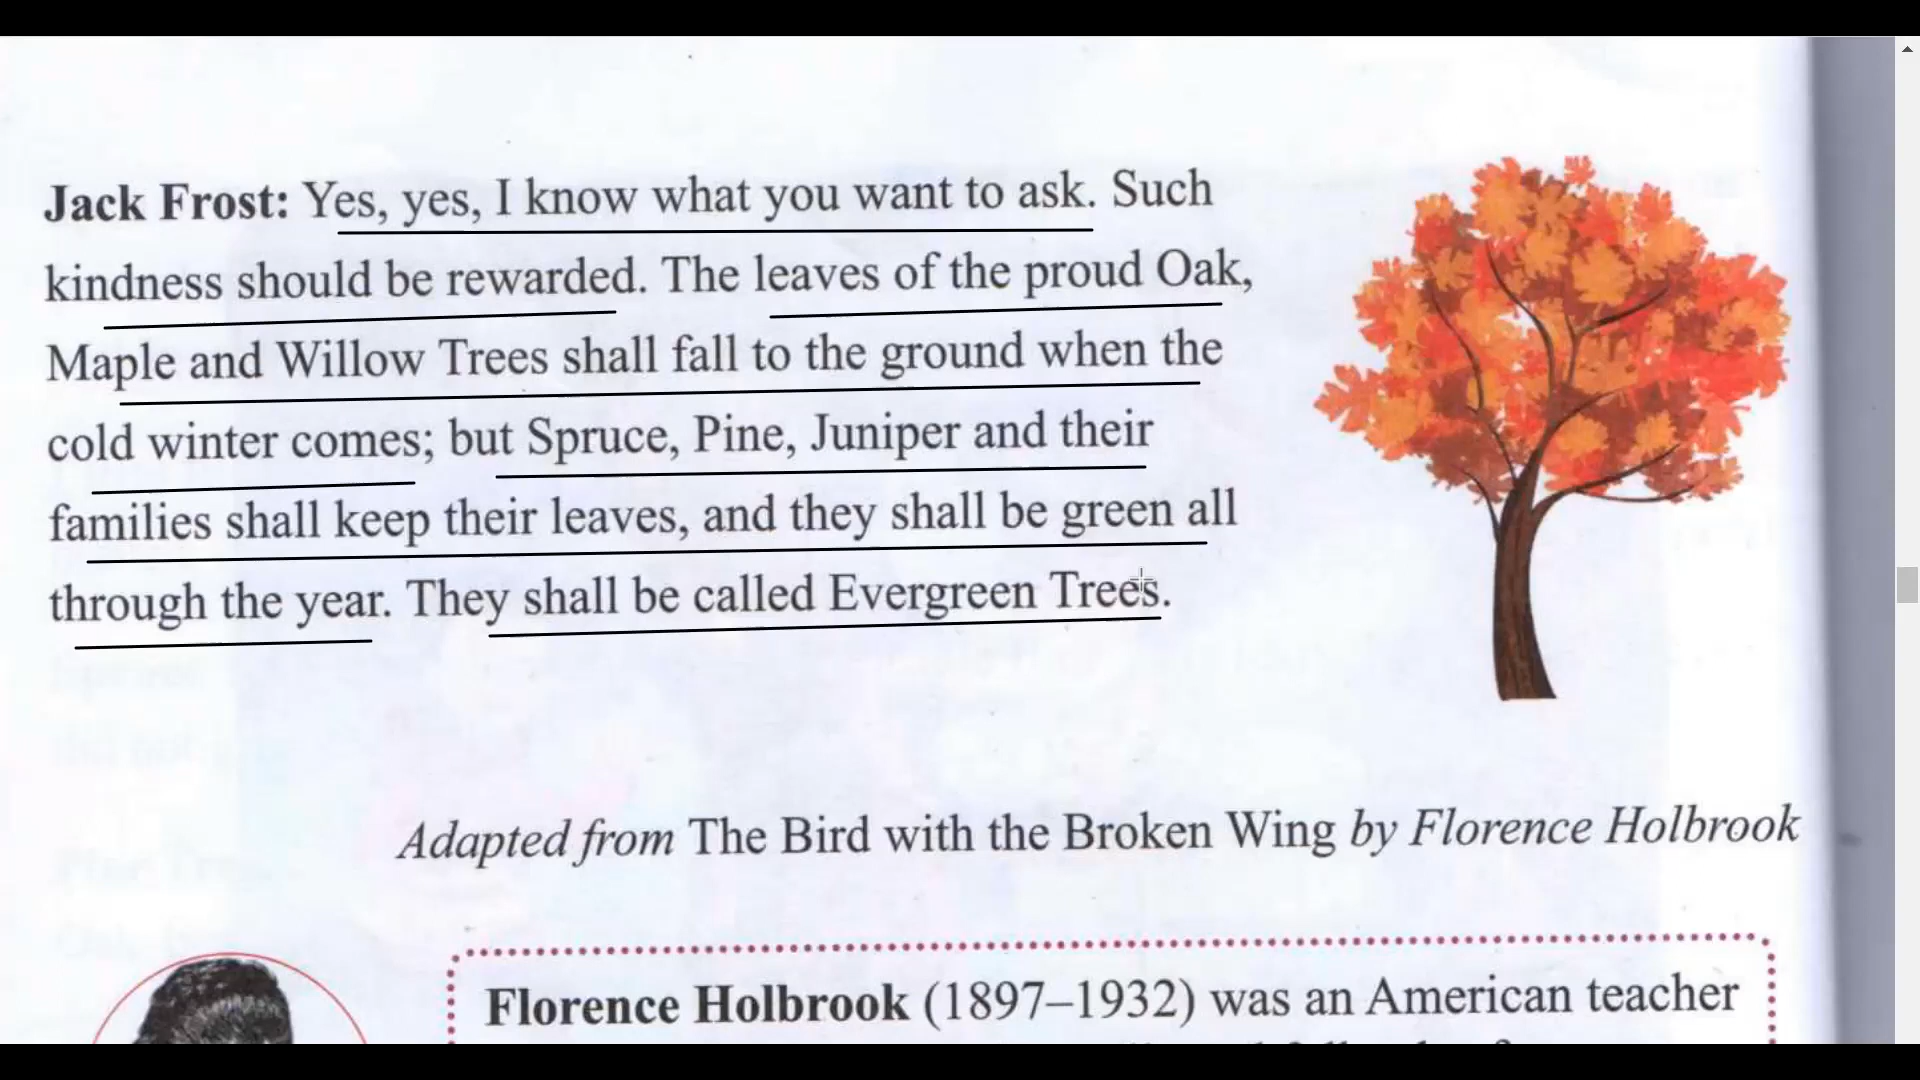 Jack Frost: Yes, yes, I know what you want to ask. Such
kindness should be rewarded. The leaves of the proud Oak,
Maple and Willow Trees shall fall to the ground when the
cold winter comes; but Spruce, Pine, Juniper and their
families shall keep their leaves, and they shall be green all
through the year. They shall be called Evergreen Trees.
Adapted from The Bird with the Broken Wing by Florence Holbrook
Florence Holbrook (1897–1932) was an American teacher